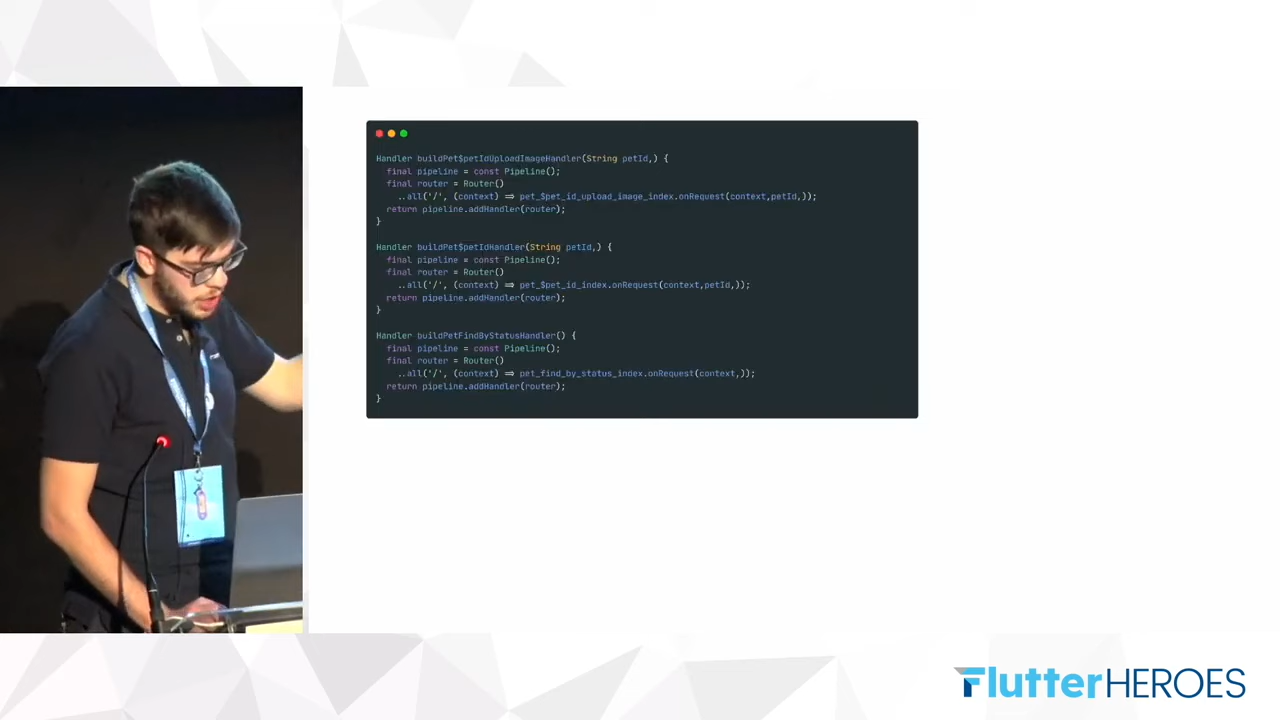 Handler buildPet$petIdUploadImageHandler(String petId,) {
final pipeline = const Pipeline();
final router = Router()
..all('/', (context) => pet_$pet_id_upload_image_index.onRequest(context,petId,));
return pipeline.addHandler(router);
}
Handler buildPet$petIdHandler(String petId,) {
final pipeline = const Pipeline();
final router = Router()
..all('/', (context) => pet_$pet_id_index.onRequest(context,petId,));
return pipeline.addHandler(router);
}
Handler buildPetFindByStatusHandler() {
final pipeline = const Pipeline();
final router = Router()
..all('/', (context) => pet_find_by_status_index.onRequest(context,));
return pipeline.addHandler(router);
}
FlutterHEROES